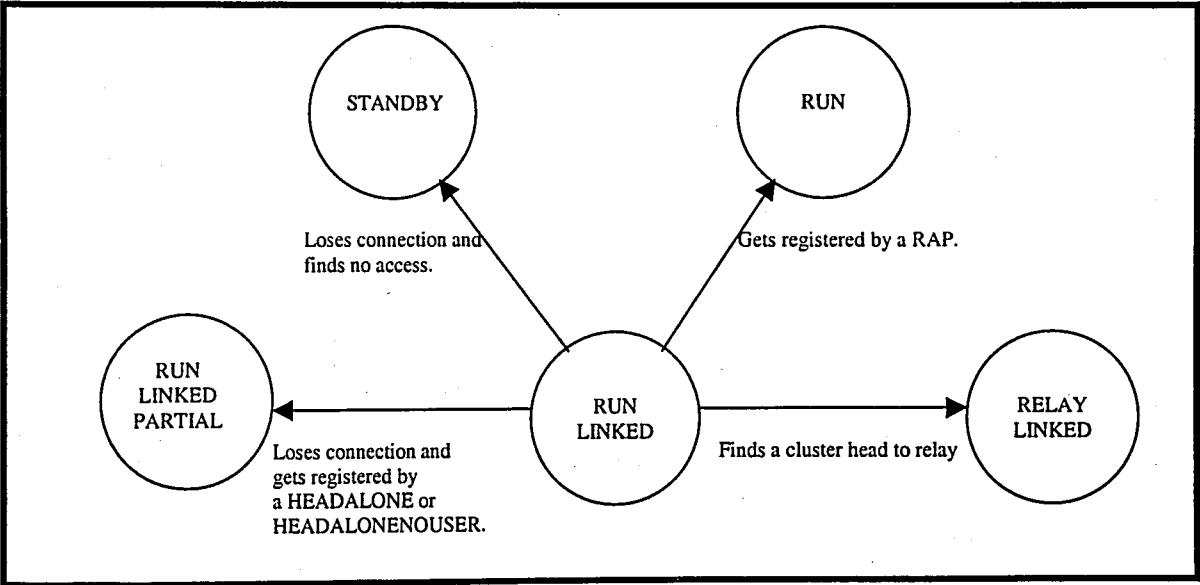 STANDBY
RUN
Loses connection and
finds no access.
Gets registered by a RAP.
RUN
LINKED
PARTIAL
RUN
LINKED
RELAY
LINKED
Loses connection and
gets registered by
a HEADALONE or
HEADALONENOUSER.
Finds a cluster head to relay